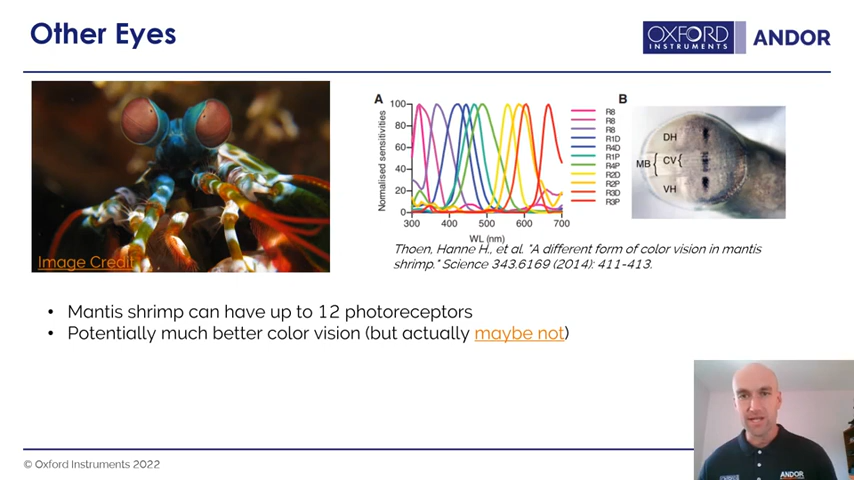 Other Eyes
OXFORD
INSTRUMENTS
ANDOR
Image Credit
A
Normalised sensitivities
100
80
60
40
20
0
300 400 500 600 700
WL (nm)
R8
R8
R8
R1D
R4D
R1P
R4P
R2D
R2P
R3D
R3P
B
DH
MB { CV {
VH
Thoen, Hanne H., et al. "A different form of color vision in mantis
shrimp." Science 343.6169 (2014): 411-413.
• Mantis shrimp can have up to 12 photoreceptors
• Potentially much better color vision (but actually maybe not)
© Oxford Instruments 2022
ANDOR